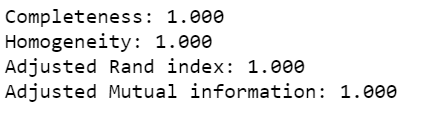 Completeness: 1.000
Homogeneity: 1.000
Adjusted Rand index: 1.000
Adjusted Mutual information: 1.000